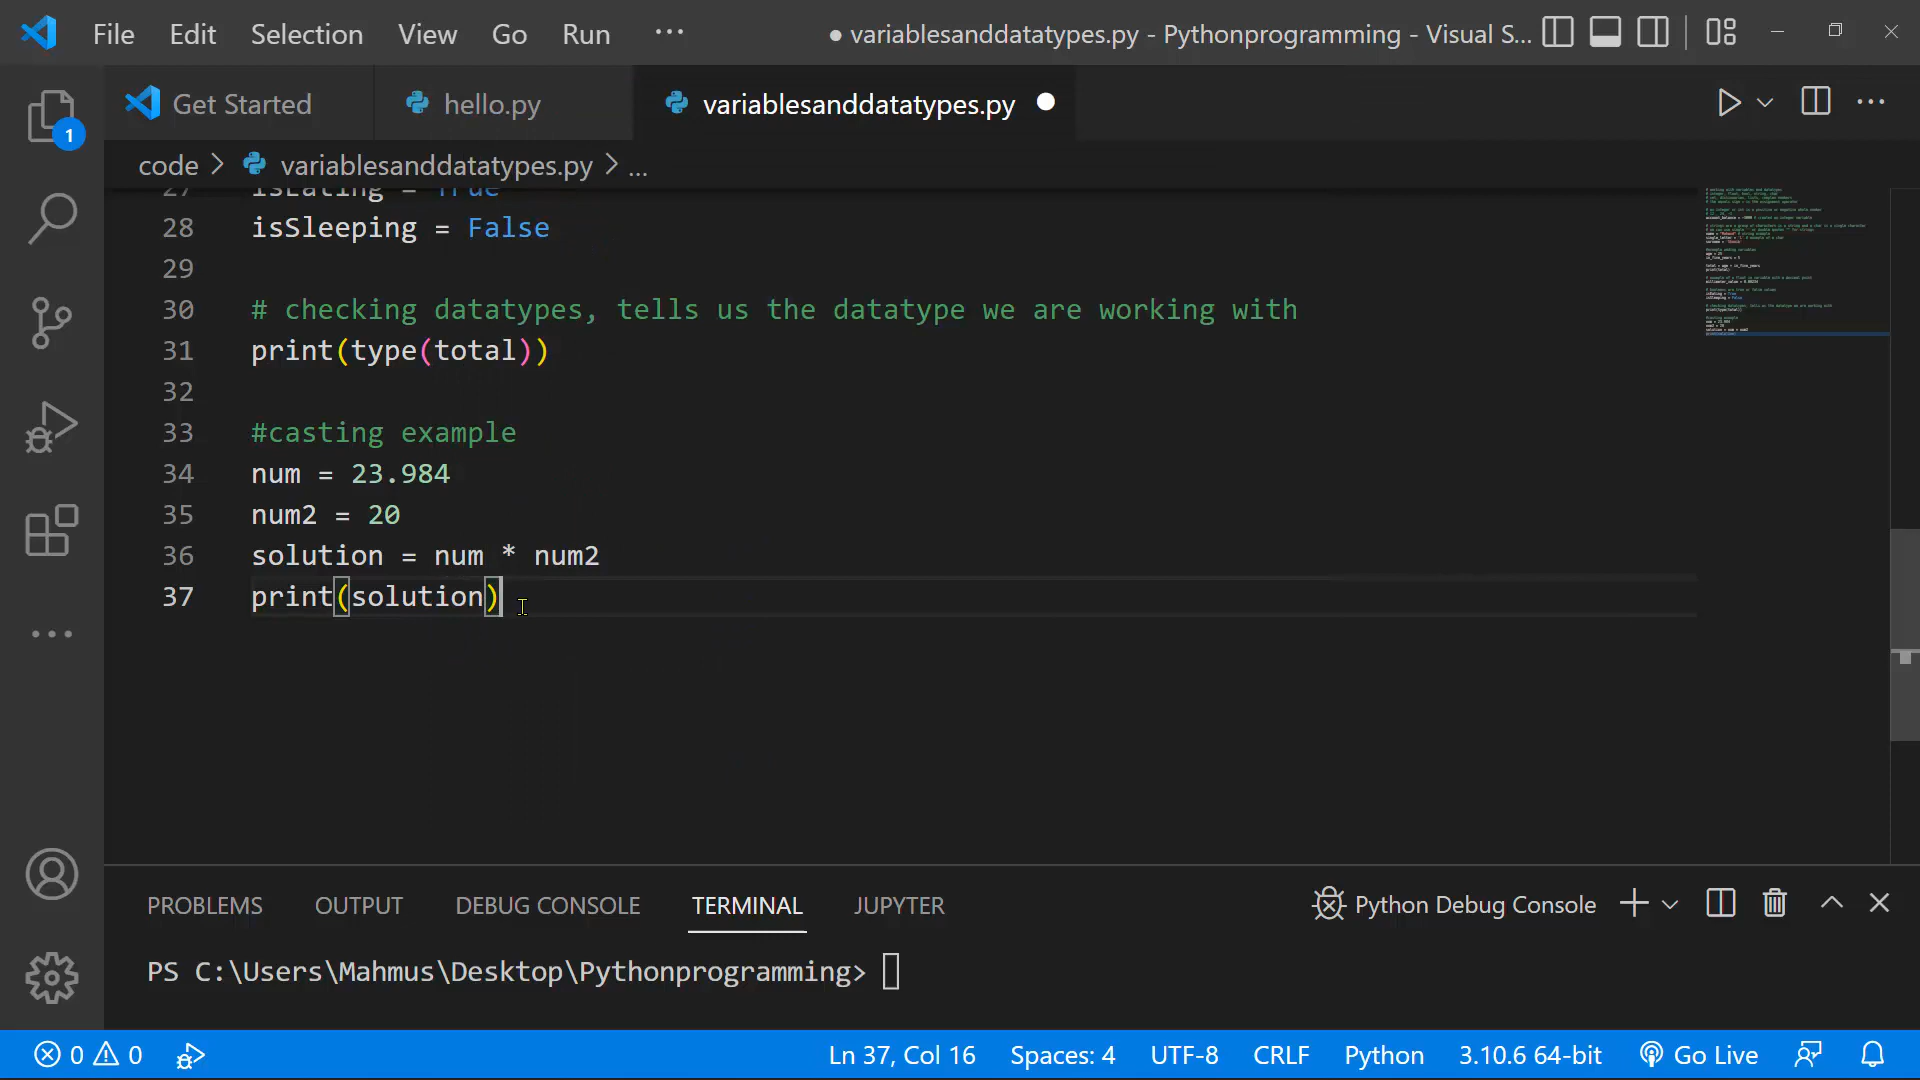 File Edit Selection View Go Run ··· ● variablesanddatatypes.py - Pythonprogramming - Visual S...
Get Started hello.py variablesanddatatypes.py
code > variablesanddatatypes.py > ...
27 isEating = True
28 isSleeping = False
29
30 # checking datatypes, tells us the datatype we are working with
31 print(type(total))
32
33 #casting example
34 num = 23.984
35 num2 = 20
36 solution = num * num2
37 print(solution)
1
PROBLEMS OUTPUT DEBUG CONSOLE TERMINAL JUPYTER Python Debug Console
PS C:\Users\Mahmus\Desktop\Pythonprogramming>
0 0 Ln 37, Col 16 Spaces: 4 UTF-8 CRLF Python 3.10.6 64-bit Go Live